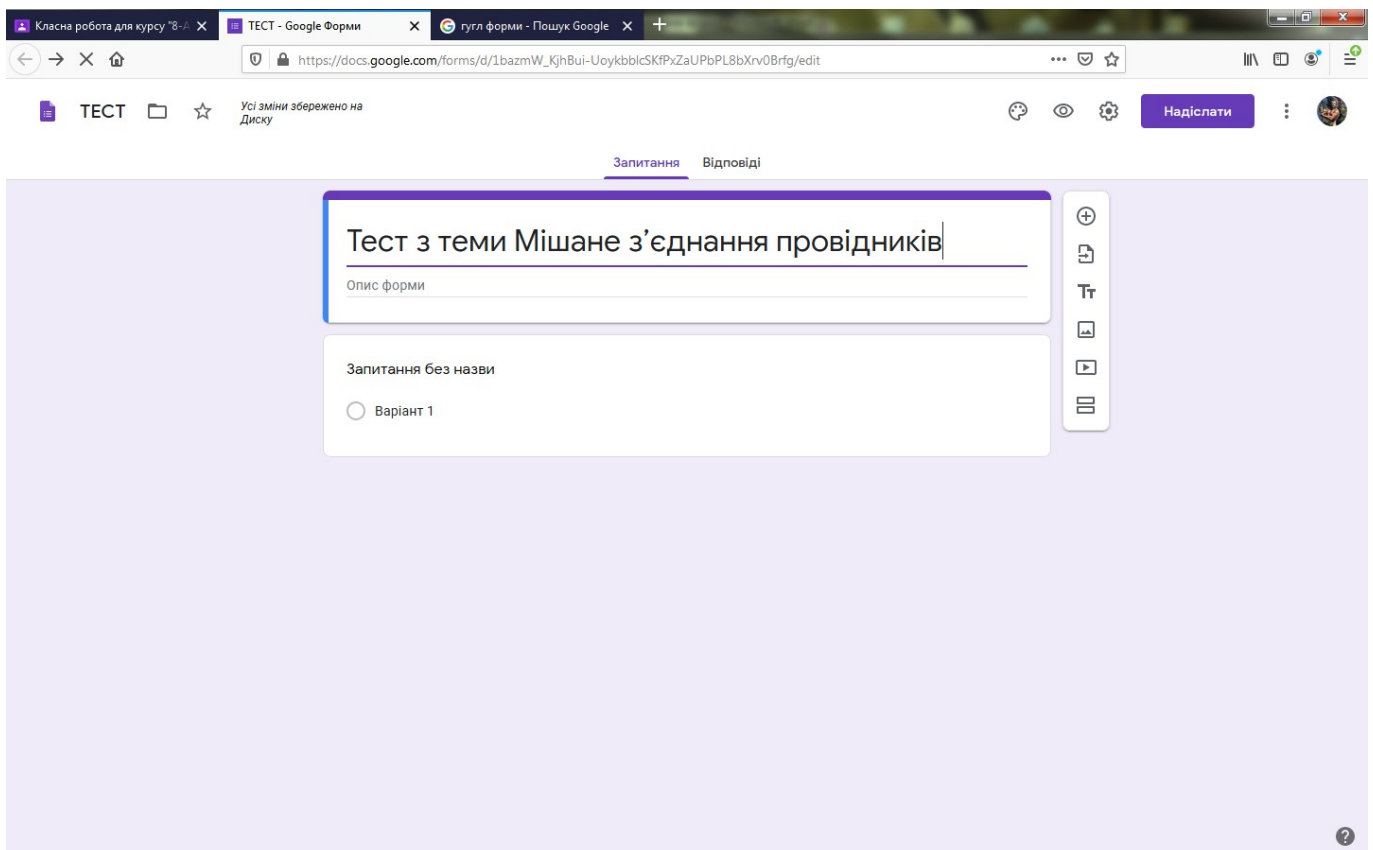 Класна робота для курсу "8-А
ТЕСТ - Google Форми
гугл форми - Пошук Google
https://docs.google.com/forms/d/1bazmW_KjhBui-UoykbblcSKfPxZaUPbPL8bXrv0Brfg/edit
ТЕСТ
Усі зміни збережено на
Диску
Надіслати
Запитання Відповіді
Тест з теми Мішане з’єднання провідників
Опис форми
Tт
Запитання без назви
Варіант 1